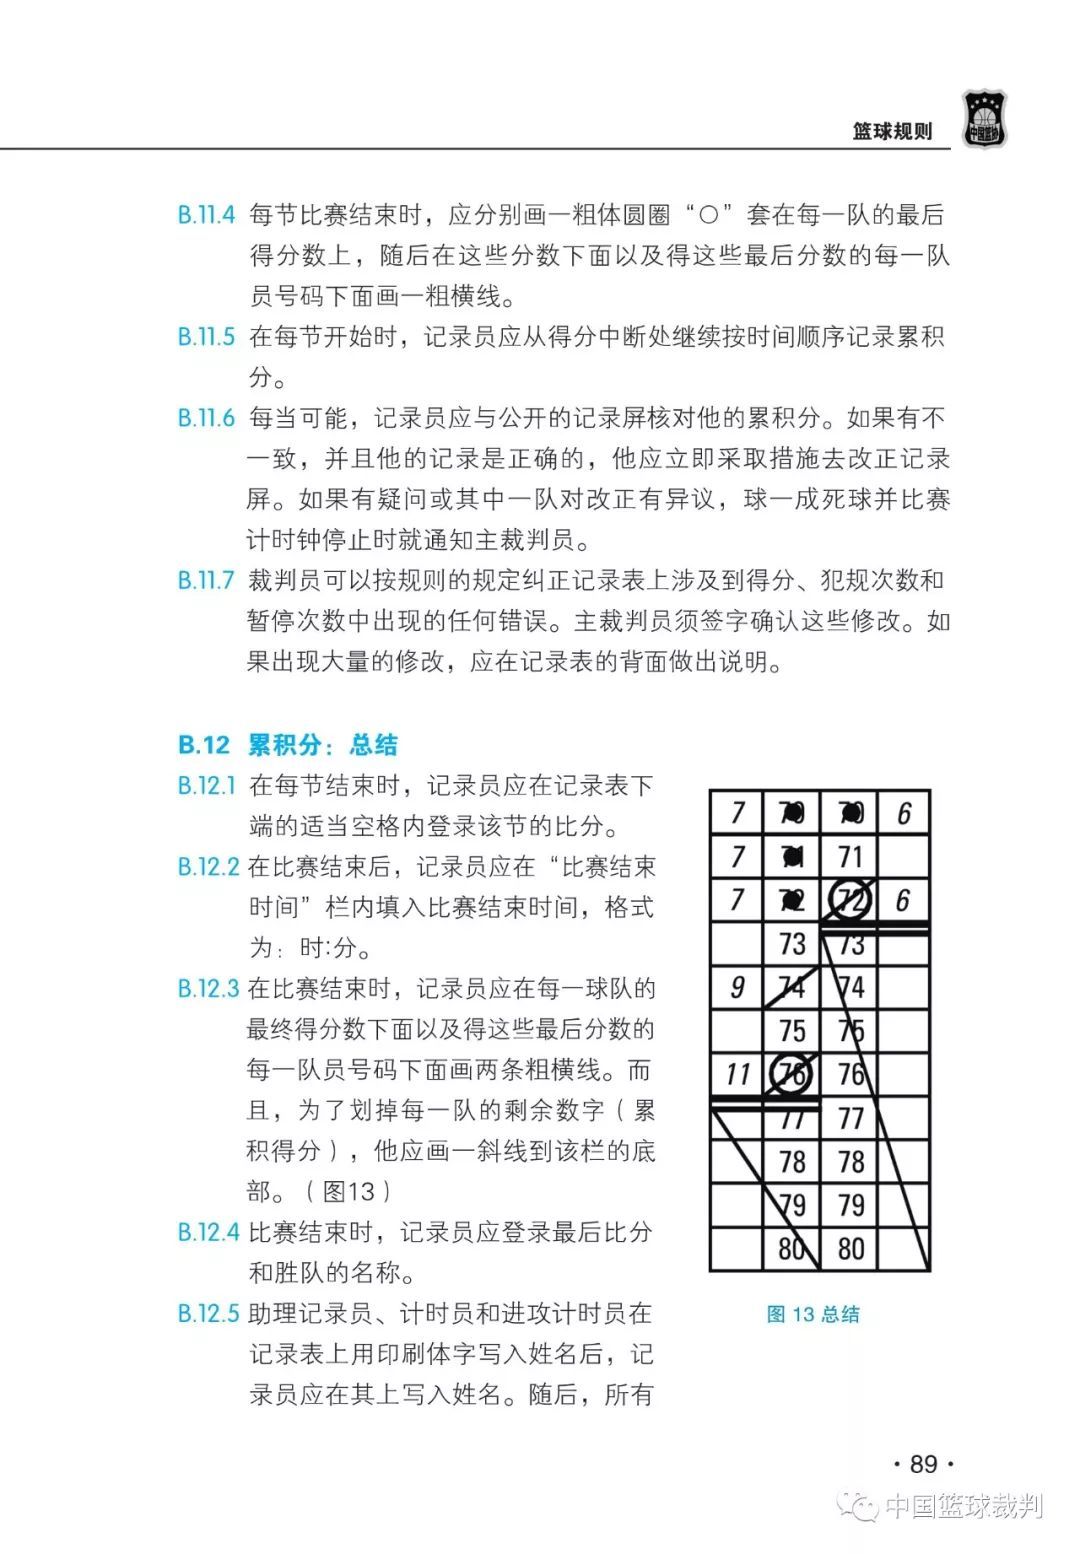 篮球规则
中国篮协
B.11.4 每节比赛结束时，应分别画一粗体圆圈“○”套在每一队的最后
得分数上，随后在这些分数下面以及得这些最后分数的每一队
员号码下面画一粗横线。
B.11.5 在每节开始时，记录员应从得分中断处继续按时间顺序记录累积
分。
B.11.6 每当可能，记录员应与公开的记录屏核对他的累积分。如果有不
一致，并且他的记录是正确的，他应立即采取措施去改正记录
屏。如果有疑问或其中一队对改正有异议，球一成死球并比赛
计时钟停止时就通知主裁判员。
B.11.7 裁判员可以按规则的规定纠正记录表上涉及到得分、犯规次数和
暂停次数中出现的任何错误。主裁判员须签字确认这些修改。如
果出现大量的修改，应在记录表的背面做出说明。
B.12 累积分：总结
B.12.1 在每节结束时，记录员应在记录表下
端的适当空格内登录该节的比分。
B.12.2 在比赛结束后，记录员应在“比赛结束
时间”栏内填入比赛结束时间，格式
为：时:分。
B.12.3 在比赛结束时，记录员应在每一球队的
最终得分数下面以及得这些最后分数的
每一队员号码下面画两条粗横线。而
且，为了划掉每一队的剩余数字（累
积得分），他应画一斜线到该栏的底
部。（图13）
B.12.4 比赛结束时，记录员应登录最后比分
和胜队的名称。
B.12.5 助理记录员、计时员和进攻计时员在
记录表上用印刷体字写入姓名后，记
录员应在其上写入姓名。随后，所有
7 70 70 6
7 71 71
7 72 72 6
73 73
9 74 74
75 75
11 76 76
77 77
78 78
79 79
80 80
图 13 总结
·89·
中国篮球裁判